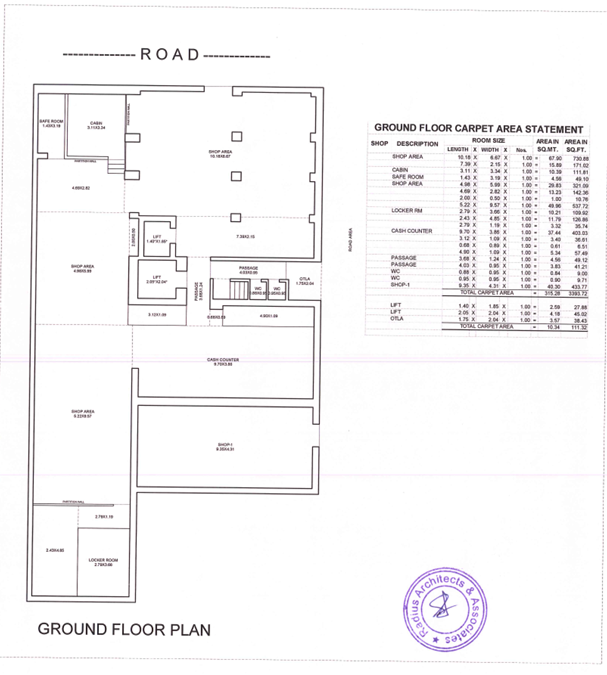 ROAD
SAFE ROOM
1.43X3.19
CABIN
3.11X3.34
PARTITION WALL
SHOP AREA
10.18X6.67
PARTITION WALL
4.69X2.82
LIFT
7.39X2.15
ROAD AREA
SHOP AREA
4.98X5.99
LIFT
PASSAGE
4.03X0.95
PASSAGE
3.68X1.24
WC
WC
OTLA
1.75X2.04
3.12X1.09
4.90X1.09
CASH COUNTER
9.70X3.86
SHOP AREA
5.22X9.57
SHOP-1
9.35X4.31
PARTITION WALL
2.79X1.19
2.43X4.85
LOCKER ROOM
2.79X3.66
GROUND FLOOR PLAN
GROUND FLOOR CARPET AREA STATEMENT
SHOP DESCRIPTION ROOM SIZE AREA IN AREA IN
LENGTH X WIDTH X Nos. SQ.MT. SQ.FT.
SHOP AREA 10.18 X 6.67 X 1.00 = 67.90 730.88
7.39 X 2.15 X 1.00 = 15.89 171.02
CABIN 3.11 X 3.34 X 1.00 = 10.39 111.81
SAFE ROOM 1.43 X 3.19 X 1.00 = 4.56 49.10
SHOP AREA 4.98 X 5.99 X 1.00 = 29.83 321.09
4.69 X 2.82 X 1.00 = 13.23 142.36
2.00 X 0.50 X 1.00 = 1.00 10.76
5.22 X 9.57 X 1.00 = 49.96 537.72
LOCKER RM 2.79 X 3.66 X 1.00 = 10.21 109.92
2.43 X 4.85 X 1.00 = 11.79 126.86
2.79 X 1.19 X 1.00 = 3.32 35.74
CASH COUNTER 9.70 X 3.86 X 1.00 = 37.44 403.03
3.12 X 1.09 X 1.00 = 3.40 36.61
0.68 X 0.89 X 1.00 = 0.61 6.51
4.90 X 1.09 X 1.00 = 5.34 57.49
PASSAGE 3.68 X 1.24 X 1.00 = 4.56 49.12
PASSAGE 4.03 X 0.95 X 1.00 = 3.83 41.21
WC 0.88 X 0.95 X 1.00 = 0.84 9.00
WC 0.95 X 0.95 X 1.00 = 0.90 9.71
SHOP-1 9.35 X 4.31 X 1.00 = 40.30 433.77
TOTAL CARPET AREA = 315.28 3393.72
LIFT 1.40 X 1.85 X 1.00 = 2.59 27.88
LIFT 2.05 X 2.04 X 1.00 = 4.18 45.02
OTLA 1.75 X 2.04 X 1.00 = 3.57 38.43
TOTAL CARPET AREA = 10.34 111.32
Radius Architects & Associates